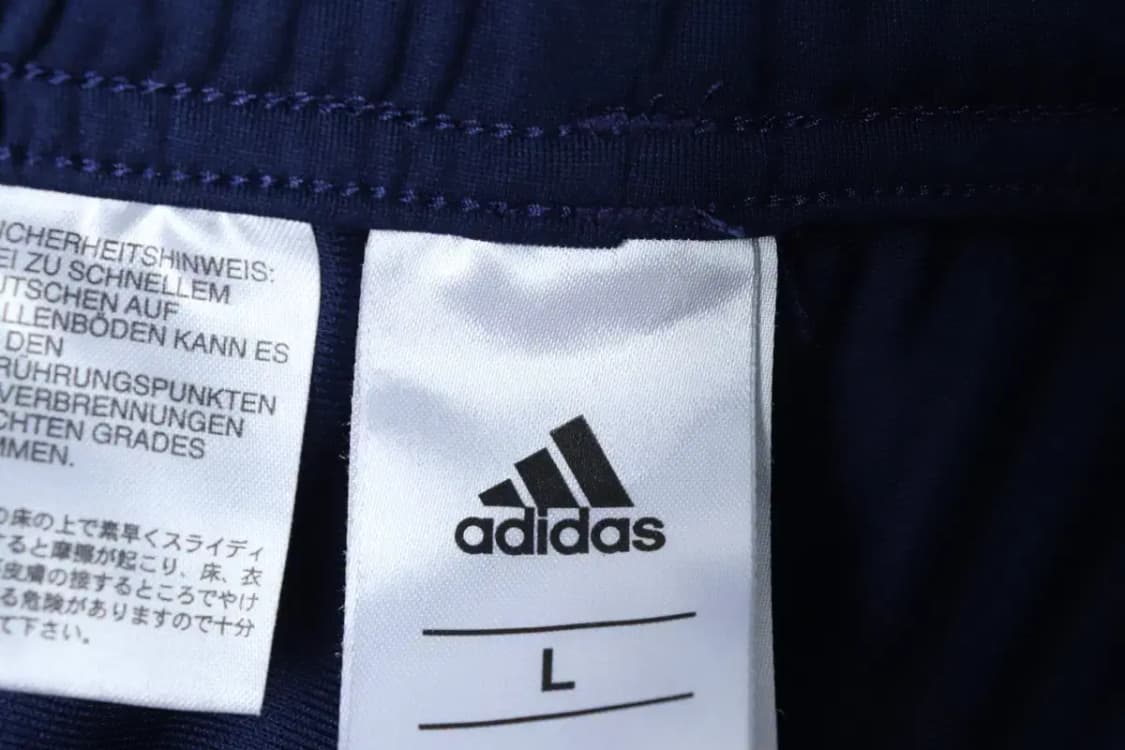 ICHERHEITSHINWEIS:
EI ZU SCHNELLEM
UTSCHEN AUF
LLENBÖDEN KANN ES
DEN
RÜHRUNGSPUNKTEN
VERBRENNUNGEN
CHTEN GRADES
MMEN.
の床の上で素早くスライディ
すると摩擦が起こり、床、衣
皮膚の接するところでやけ
る危険がありますので十分
て下さい。
adidas
L